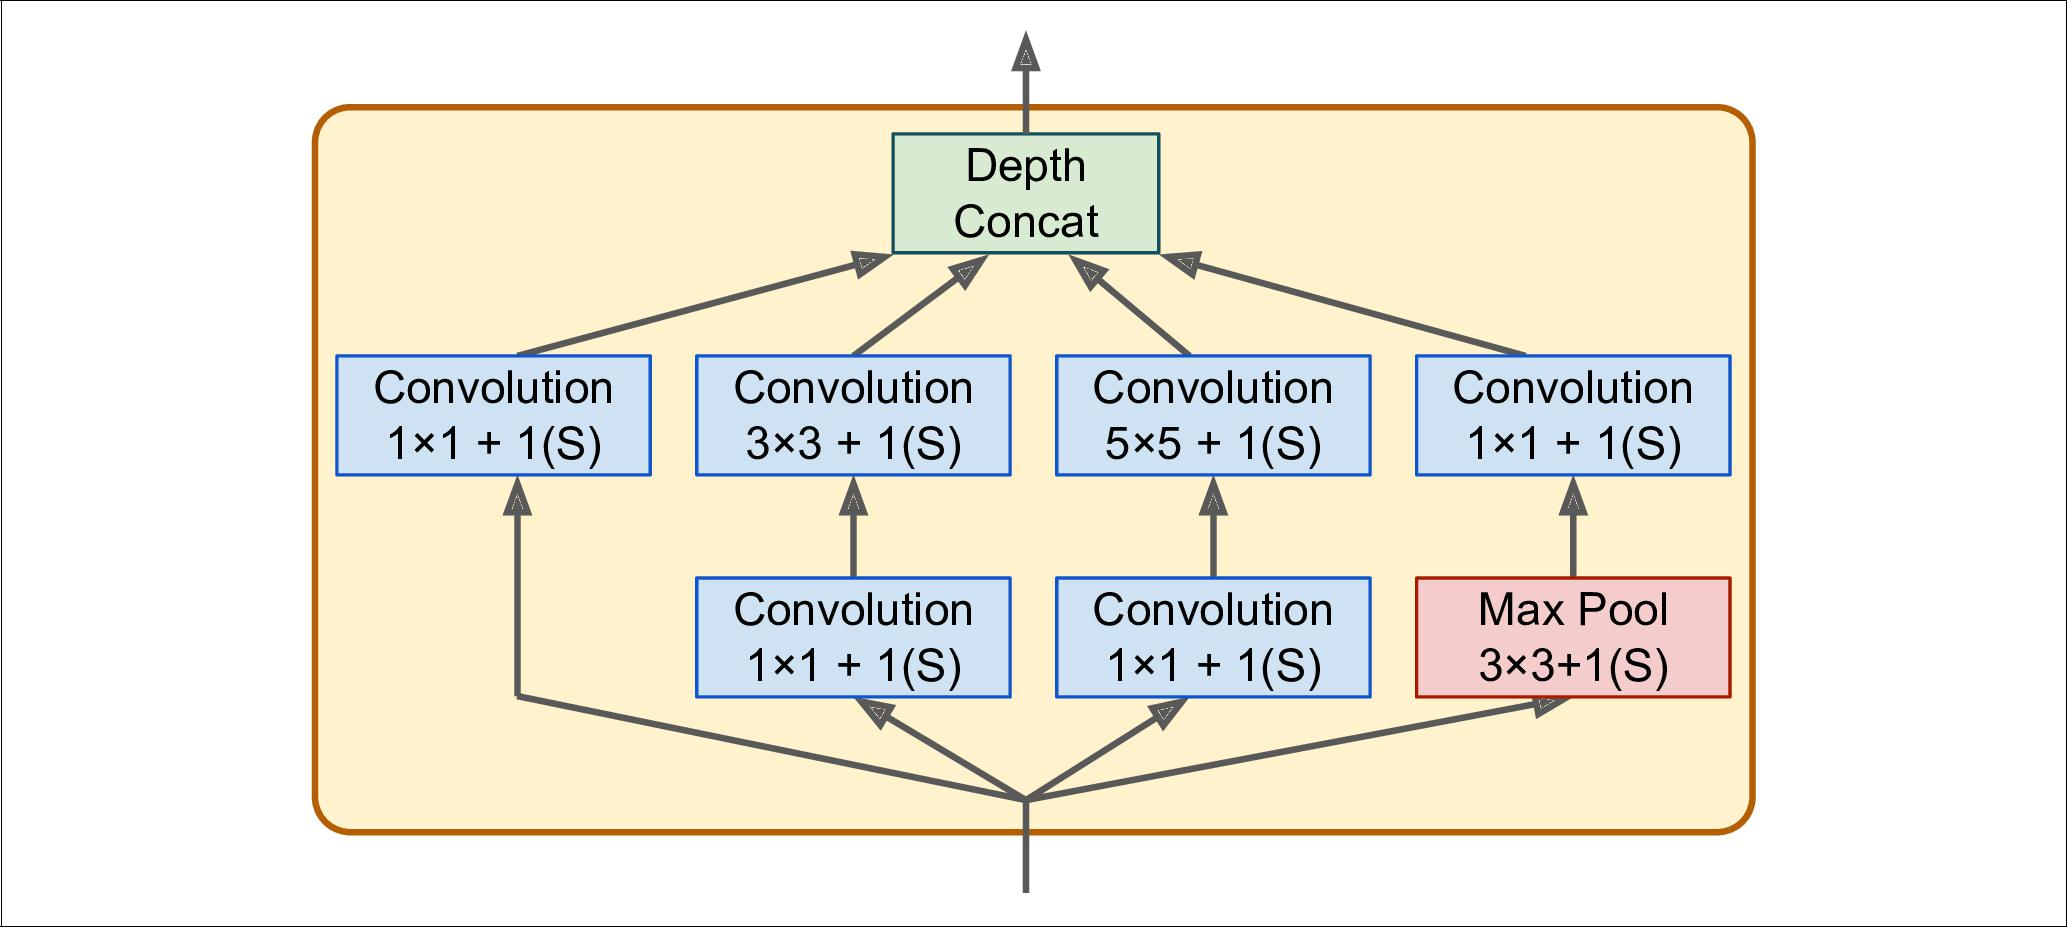 Depth
Concat
Convolution
1×1 + 1(S)
Convolution
3×3 + 1(S)
Convolution
5×5 + 1(S)
Convolution
1×1 + 1(S)
Convolution
1×1 + 1(S)
Convolution
1×1 + 1(S)
Max Pool
3×3+1(S)